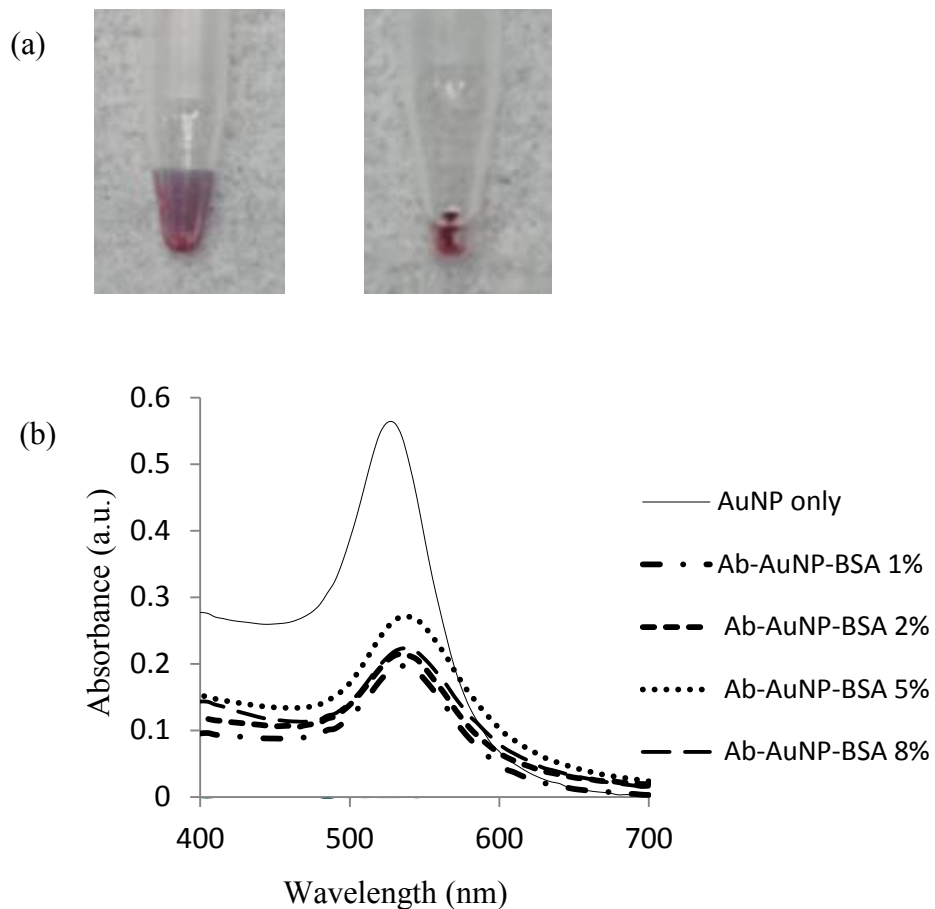 (a)
(b)
0.6
0.5
0.4
0.3
0.2
0.1
0
Absorbance (a.u.)
400 500 600 700
Wavelength (nm)
AuNP only
Ab-AuNP-BSA 1%
Ab-AuNP-BSA 2%
Ab-AuNP-BSA 5%
Ab-AuNP-BSA 8%